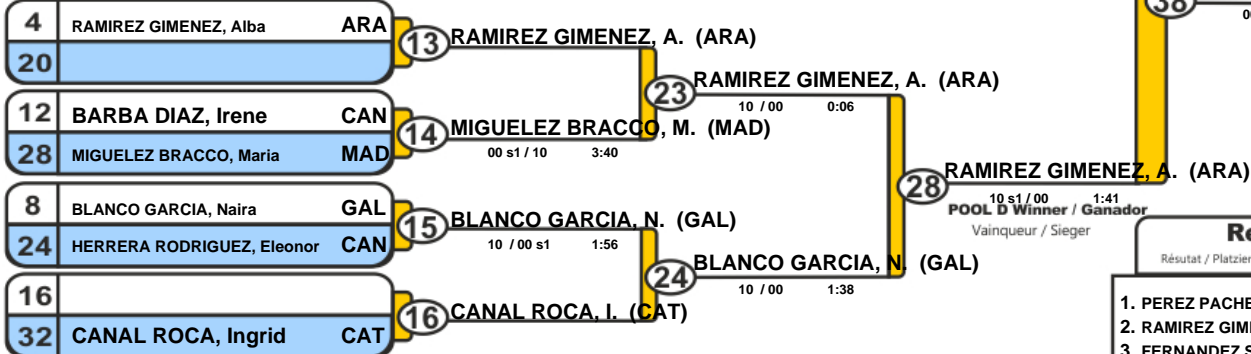 38
4 RAMIREZ GIMENEZ, Alba ARA
20
13 RAMIREZ GIMENEZ, A. (ARA)
12 BARBA DIAZ, Irene CAN
28 MIGUELEZ BRACCO, Maria MAD
14 MIGUELEZ BRACCO, M. (MAD)
00 s1 / 10 3:40
23 RAMIREZ GIMENEZ, A. (ARA)
10 / 00 0:06
8 BLANCO GARCIA, Naira GAL
24 HERRERA RODRIGUEZ, Eleonor CAN
15 BLANCO GARCIA, N. (GAL)
10 / 00 s1 1:56
16
32 CANAL ROCA, Ingrid CAT
16 CANAL ROCA, I. (CAT)
24 BLANCO GARCIA, N. (GAL)
10 / 00 1:38
28 RAMIREZ GIMENEZ, A. (ARA)
10 s1 / 00 1:41
POOL D Winner / Ganador
Vainqueur / Sieger
Résutat / Platzier
1. PEREZ PACHE
2. RAMIREZ GIM
3. FERNANDEZ S